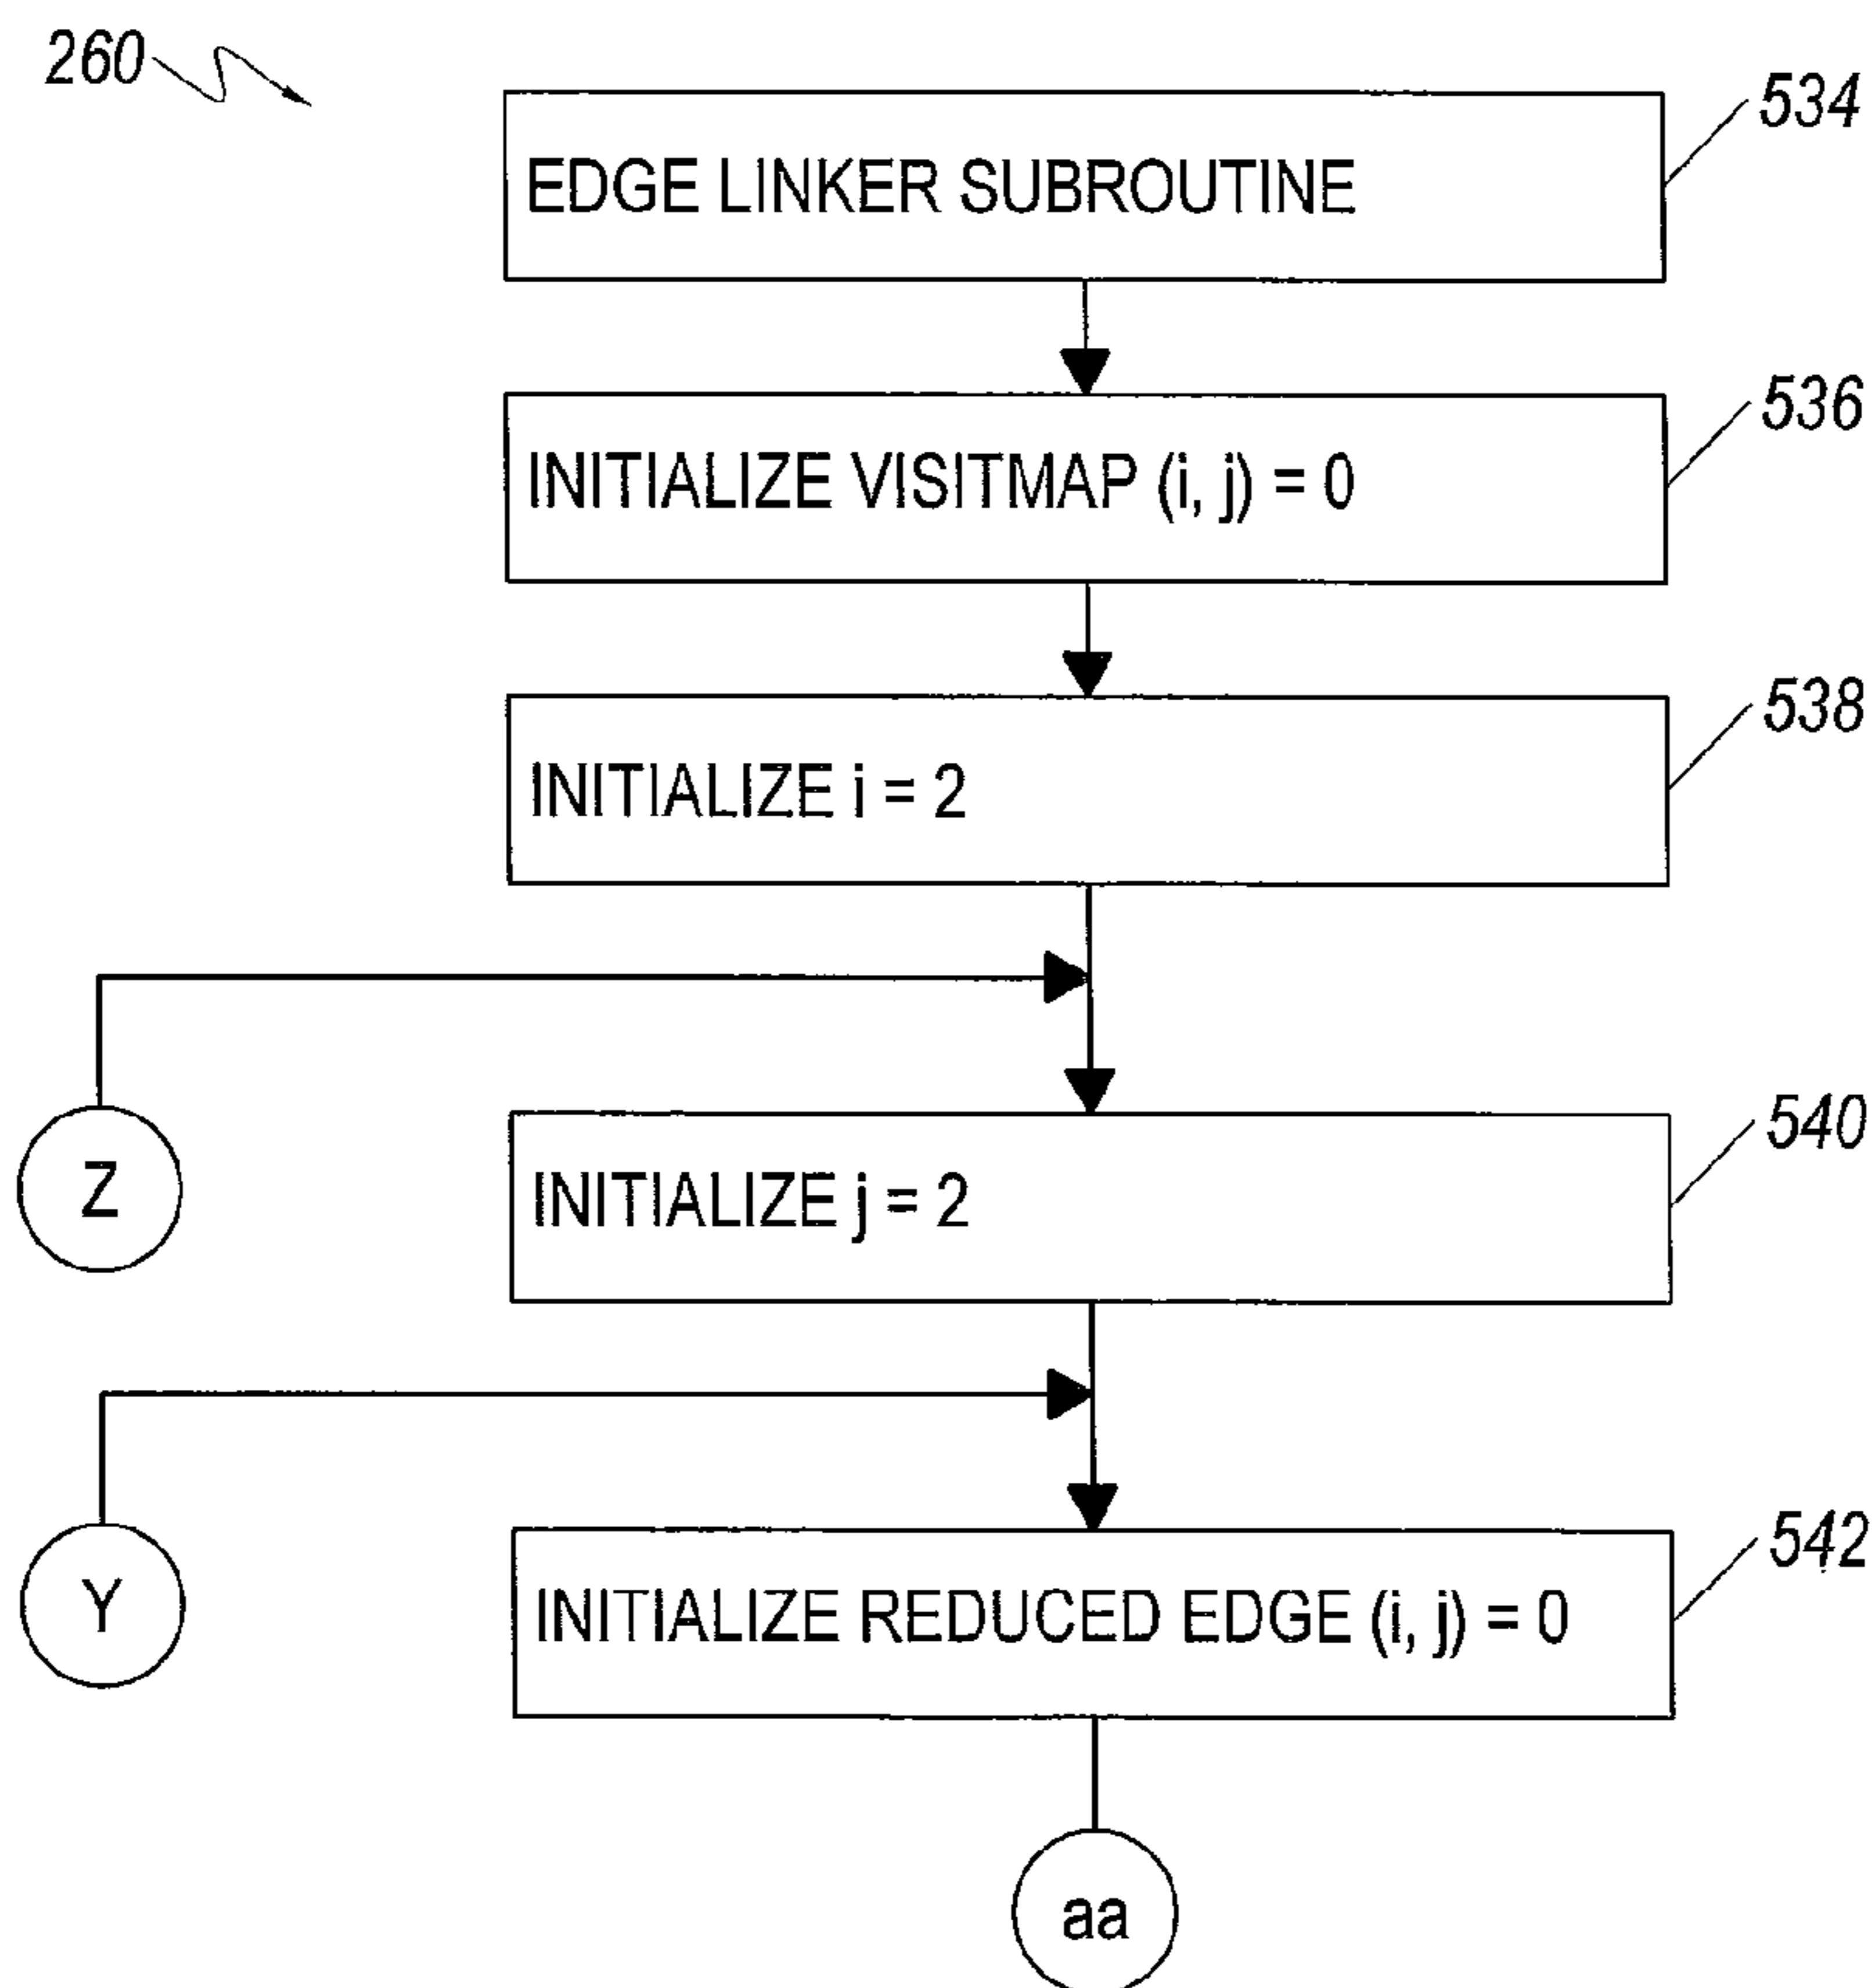 260
534
EDGE LINKER SUBROUTINE
536
INITIALIZE VISITMAP (i, j) = 0
538
INITIALIZE i = 2
540
Z
INITIALIZE j = 2
542
Y
INITIALIZE REDUCED EDGE (i, j) = 0
aa